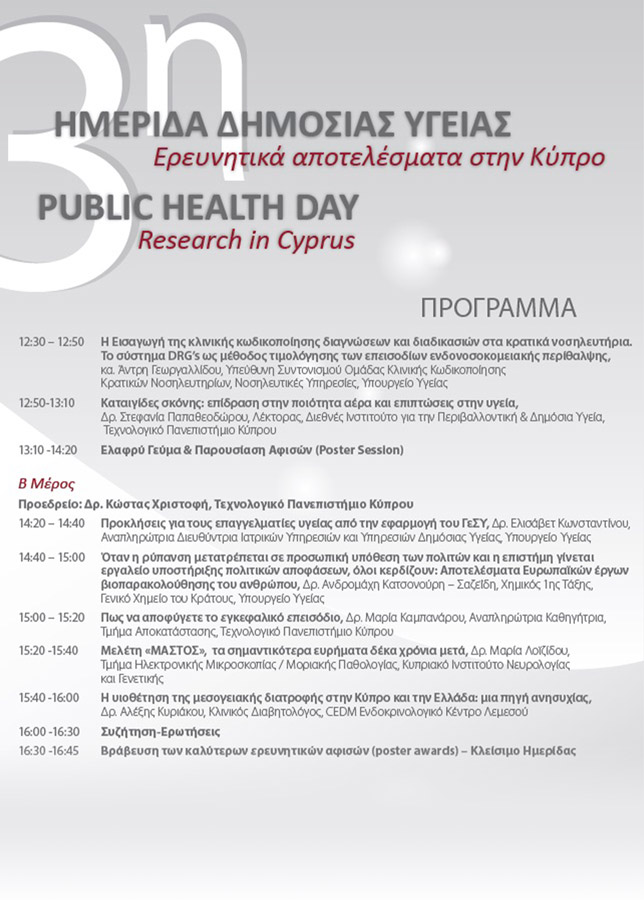 3η
ΗΜΕΡΙΔΑ ΔΗΜΟΣΙΑΣ ΥΓΕΙΑΣ
Ερευνητικά αποτελέσματα στην Κύπρο
PUBLIC HEALTH DAY
Research in Cyprus
ΠΡΟΓΡΑΜΜΑ
12:30 – 12:50 Η Εισαγωγή της κλινικής κωδικοποίησης διαγνώσεων και διαδικασιών στα κρατικά νοσηλευτήρια.
Το σύστημα DRG's ως μέθοδος τιμολόγησης των επεισοδίων ενδονοσοκομειακής περίθαλψης,
κα. Άντρη Γεωργαλλίδου, Υπεύθυνη Συντονισμού Ομάδας Κλινικής Κωδικοποίησης
Κρατικών Νοσηλευτηρίων, Νοσηλευτικές Υπηρεσίες, Υπουργείο Υγείας
12:50-13:10 Καταιγίδες σκόνης: επίδραση στην ποιότητα αέρα και επιπτώσεις στην υγεία,
Δρ. Στεφανία Παπαθεοδώρου, Λέκτορας, Διεθνές Ινστιτούτο για την Περιβαλλοντική & Δημόσια Υγεία,
Τεχνολογικό Πανεπιστήμιο Κύπρου
13:10 -14:20 Ελαφρύ Γεύμα & Παρουσίαση Αφισών (Poster Session)
Β Μέρος
Προεδρείο: Δρ. Κώστας Χριστοφή, Τεχνολογικό Πανεπιστήμιο Κύπρου
14:20 – 14:40 Προκλήσεις για τους επαγγελματίες υγείας από την εφαρμογή του ΓεΣΥ, Δρ. Ελισάβετ Κωνσταντίνου,
Αναπληρώτρια Διευθύντρια Ιατρικών Υπηρεσιών και Υπηρεσιών Δημόσιας Υγείας, Υπουργείο Υγείας
14:40 – 15:00 Όταν η ρύπανση μετατρέπεται σε προσωπική υπόθεση των πολιτών και η επιστήμη γίνεται
εργαλείο υποστήριξης πολιτικών αποφάσεων, όλοι κερδίζουν: Αποτελέσματα Ευρωπαϊκών έργων
βιοπαρακολούθησης του ανθρώπου, Δρ. Ανδρομάχη Κατσονούρη – Σαζεΐδη, Χημικός 1ης Τάξης,
Γενικό Χημείο του Κράτους, Υπουργείο Υγείας
15:00 – 15:20 Πως να αποφύγετε το εγκεφαλικό επεισόδιο, Δρ. Μαρία Καμπανάρου, Αναπληρώτρια Καθηγήτρια,
Τμήμα Αποκατάστασης, Τεχνολογικό Πανεπιστήμιο Κύπρου
15:20 -15:40 Μελέτη «ΜΑΣΤΟΣ», τα σημαντικότερα ευρήματα δέκα χρόνια μετά, Δρ. Μαρία Λοϊζίδου,
Τμήμα Ηλεκτρονικής Μικροσκοπίας / Μοριακής Παθολογίας, Κυπριακό Ινστιτούτο Νευρολογίας
και Γενετικής
15:40 -16:00 Η υιοθέτηση της μεσογειακής διατροφής στην Κύπρο και την Ελλάδα: μια πηγή ανησυχίας,
Δρ. Αλέξης Κυριάκου, Κλινικός Διαβητολόγος, CEDM Ενδοκρινολογικό Κέντρο Λεμεσού
16:00 -16:30 Συζήτηση-Ερωτήσεις
16:30 -16:45 Βράβευση των καλύτερων ερευνητικών αφισών (poster awards) – Κλείσιμο Ημερίδας